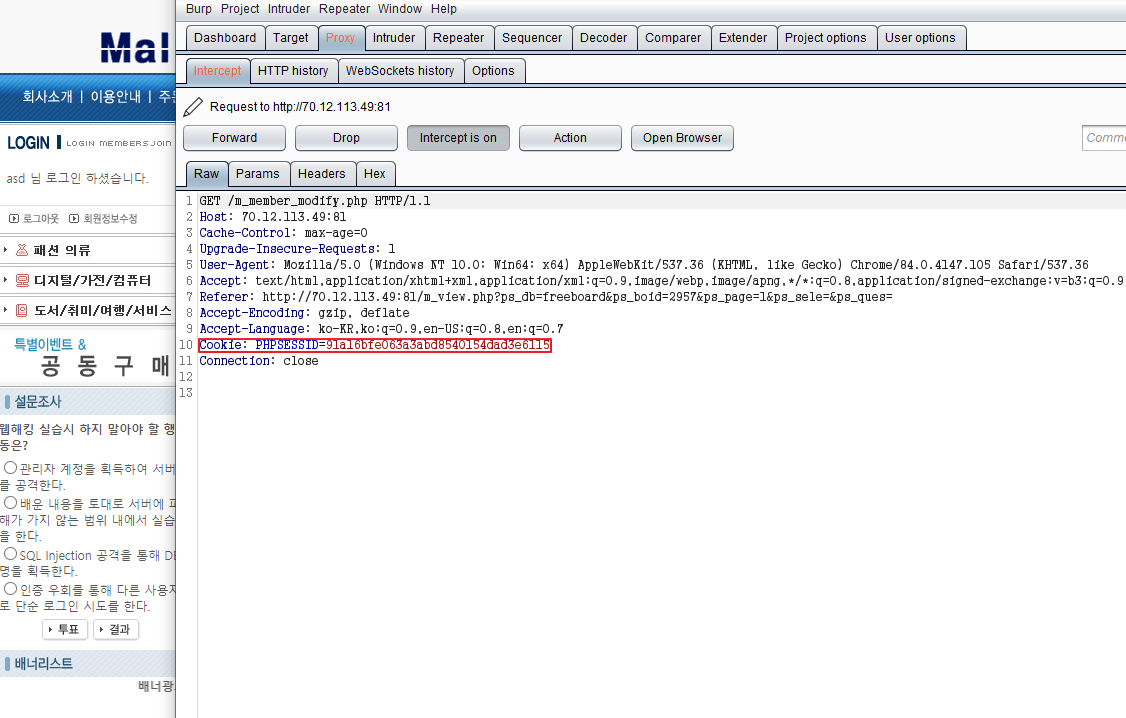 Burp Project Intruder Repeater Window Help
Dashboard Target Proxy Intruder Repeater Sequencer Decoder Comparer Extender Project options User options
Intercept HTTP history WebSockets history Options
Request to http://70.12.113.49:81
Forward Drop Intercept is on Action Open Browser Comme
Raw Params Headers Hex
1 GET /m_member_modify.php HTTP/1.1
2 Host: 70.12.113.49:81
3 Cache-Control: max-age=0
4 Upgrade-Insecure-Requests: 1
5 User-Agent: Mozilla/5.0 (Windows NT 10.0; Win64; x64) AppleWebKit/537.36 (KHTML, like Gecko) Chrome/84.0.4147.105 Safari/537.36
6 Accept: text/html,application/xhtml+xml,application/xml;q=0.9,image/webp,image/apng,*/*;q=0.8,application/signed-exchange;v=b3;q=0.9
7 Referer: http://70.12.113.49:81/m_view.php?ps_db=freeboard&ps_boid=2957&ps_page=1&ps_sele=&ps_ques=
8 Accept-Encoding: gzip, deflate
9 Accept-Language: ko-KR,ko;q=0.9,en-US;q=0.8,en;q=0.7
10 Cookie: PHPSESSID=91a16bfe063a3abd8540154dad3e6115
11 Connection: close
12
13
Mal
회사소개 | 이용안내 | 주문
LOGIN LOGIN MEMBERS JOIN
asd 님 로그인 하셨습니다.
로그아웃 회원정보수정
패션 의류
디지털/가전/컴퓨터
도서/취미/여행/서비스
특별이벤트 &
공 동 구 매
설문조사
웹해킹 실습시 하지 말아야 할 행
동은?
관리자 계정을 획득하여 서버
를 공격한다.
배운 내용을 토대로 서버에 피
해가 가지 않는 범위 내에서 실습
을 한다.
SQL Injection 공격을 통해 DB
명을 획득한다.
인증 우회를 통해 다른 사용자
로 단순 로그인 시도를 한다.
투표 결과
배너리스트
배너광